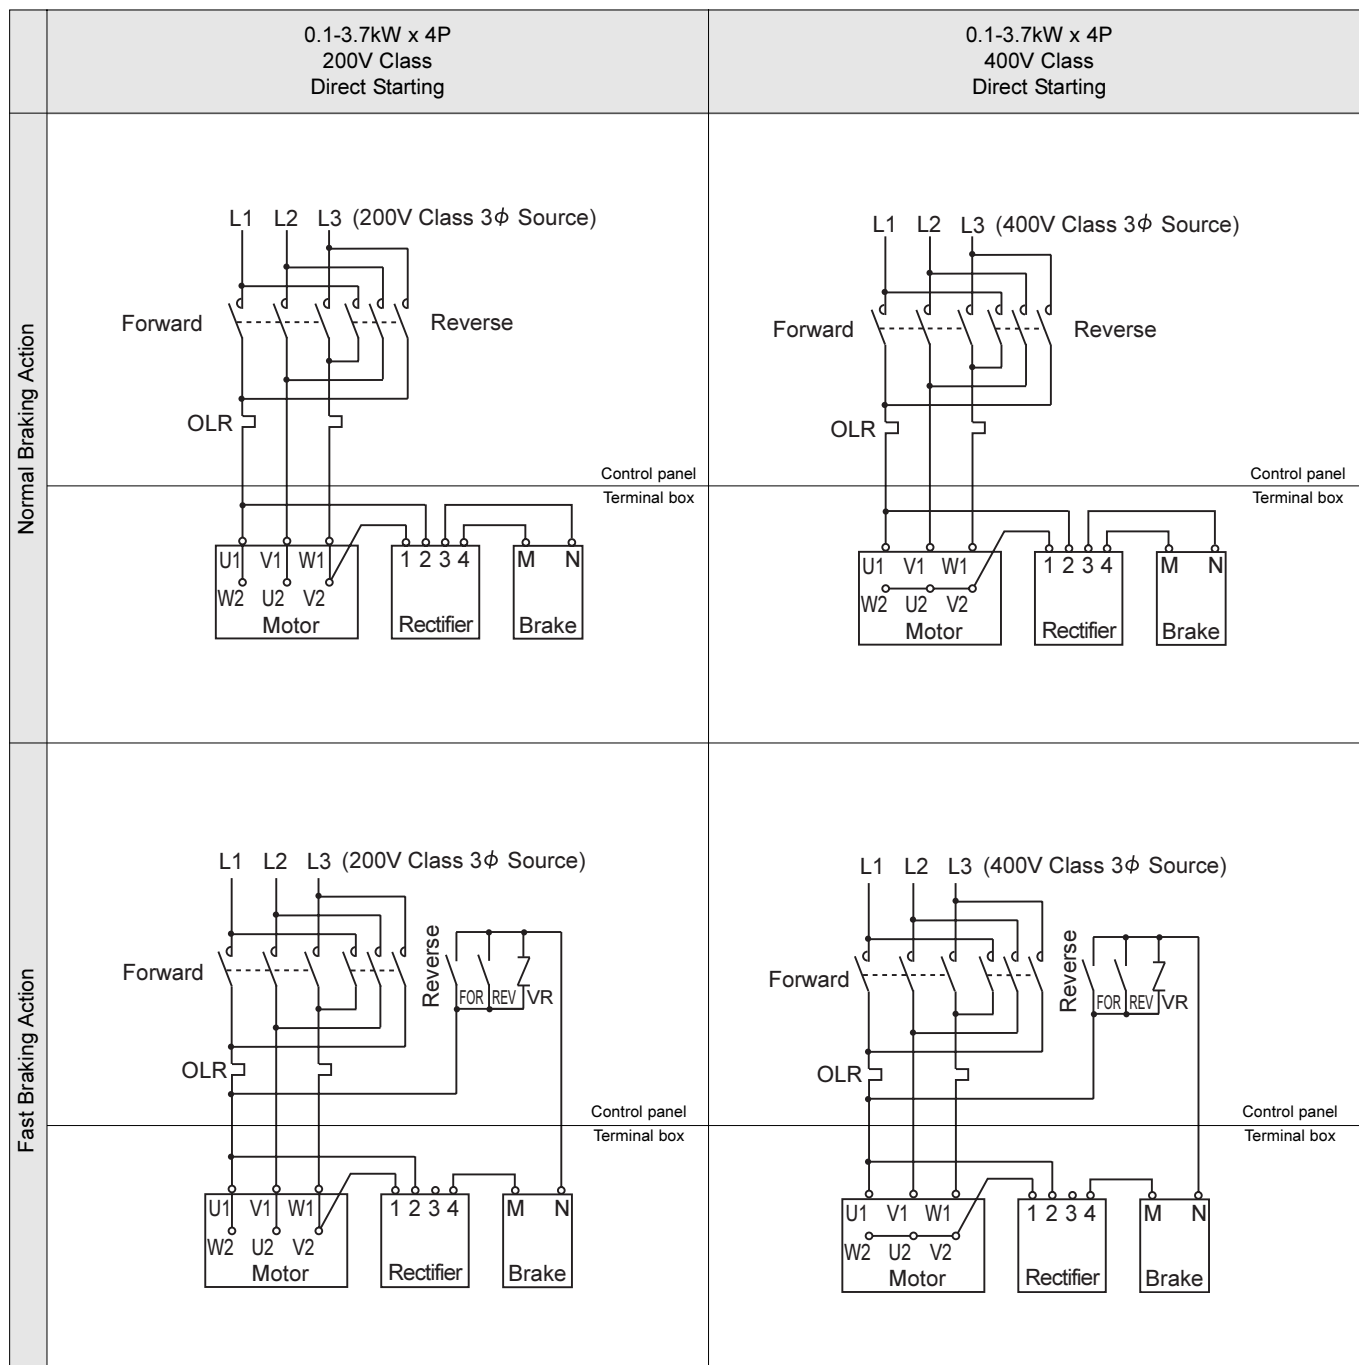 0.1-3.7kW x 4P
200V Class
Direct Starting
0.1-3.7kW x 4P
400V Class
Direct Starting
Normal Braking Action
L1 L2 L3 (200V Class 3ϕ Source)
Forward Reverse
OLR
Control panel
Terminal box
U1 V1 W1 1 2 3 4 M N
W2 U2 V2
Motor Rectifier Brake
L1 L2 L3 (400V Class 3ϕ Source)
Forward Reverse
OLR
Control panel
Terminal box
U1 V1 W1 1 2 3 4 M N
W2 U2 V2
Motor Rectifier Brake
Fast Braking Action
L1 L2 L3 (200V Class 3ϕ Source)
Forward Reverse
FOR REV VR
OLR
Control panel
Terminal box
U1 V1 W1 1 2 3 4 M N
W2 U2 V2
Motor Rectifier Brake
L1 L2 L3 (400V Class 3ϕ Source)
Forward Reverse
FOR REV VR
OLR
Control panel
Terminal box
U1 V1 W1 1 2 3 4 M N
W2 U2 V2
Motor Rectifier Brake